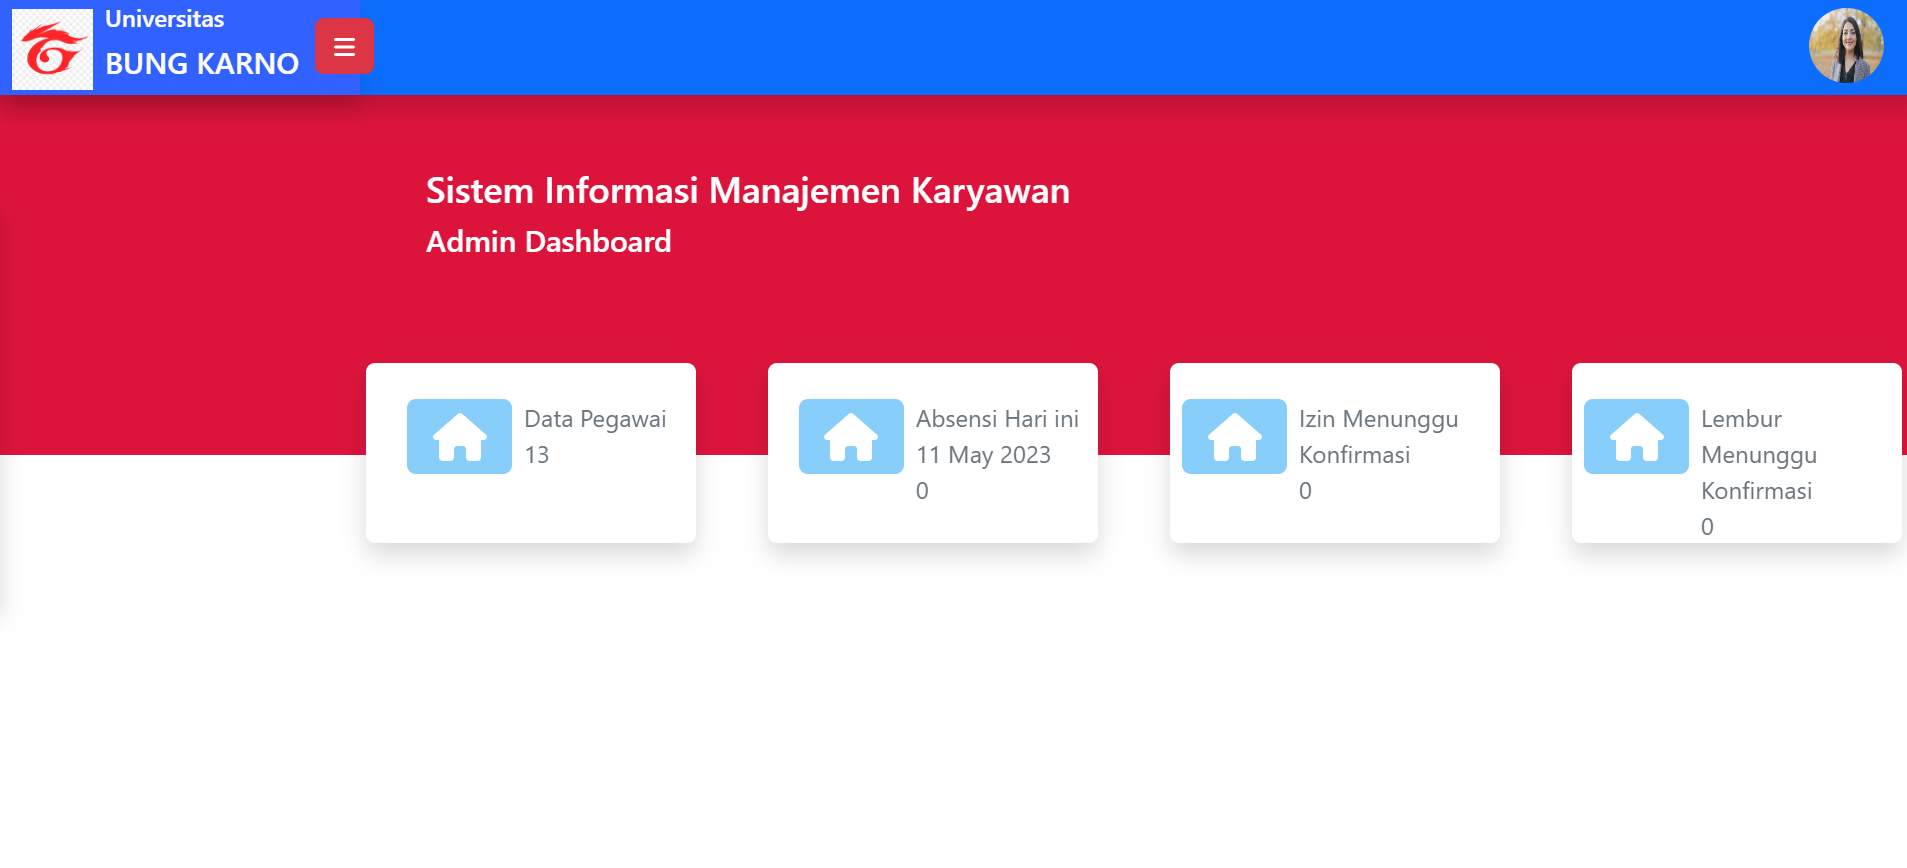 Universitas
BUNG KARNO
Sistem Informasi Manajemen Karyawan
Admin Dashboard
Data Pegawai
13
Absensi Hari ini
11 May 2023
0
Izin Menunggu
Konfirmasi
0
Lembur
Menunggu
Konfirmasi
0